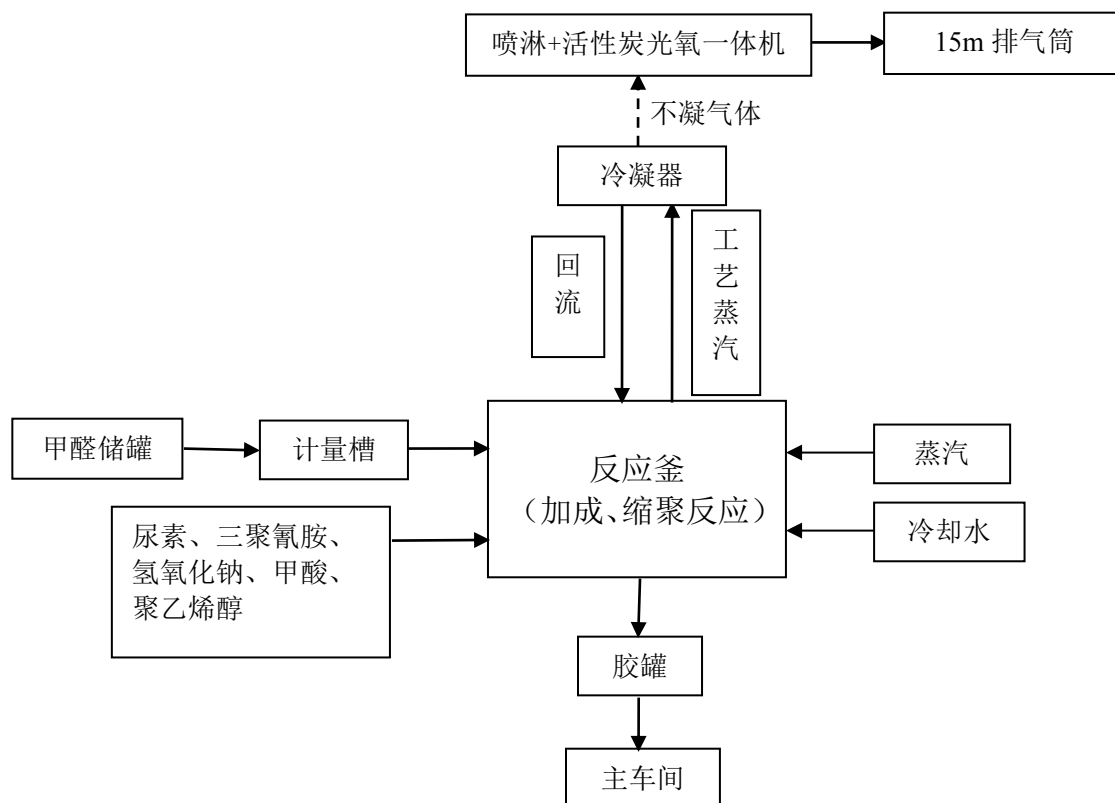 喷淋+活性炭光氧一体机
15m 排气筒
不凝气体
冷凝器
回
流
工
艺
蒸
汽
甲醛储罐
计量槽
反应釜
（加成、缩聚反应）
蒸汽
冷却水
尿素、三聚氰胺、
氢氧化钠、甲酸、
聚乙烯醇
胶罐
主车间